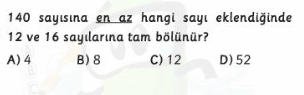 140 sayısına en az hangi sayı eklendiğinde
12 ve 16 sayılarına tam bölünür?
A) 4 B) 8 C) 12 D) 52